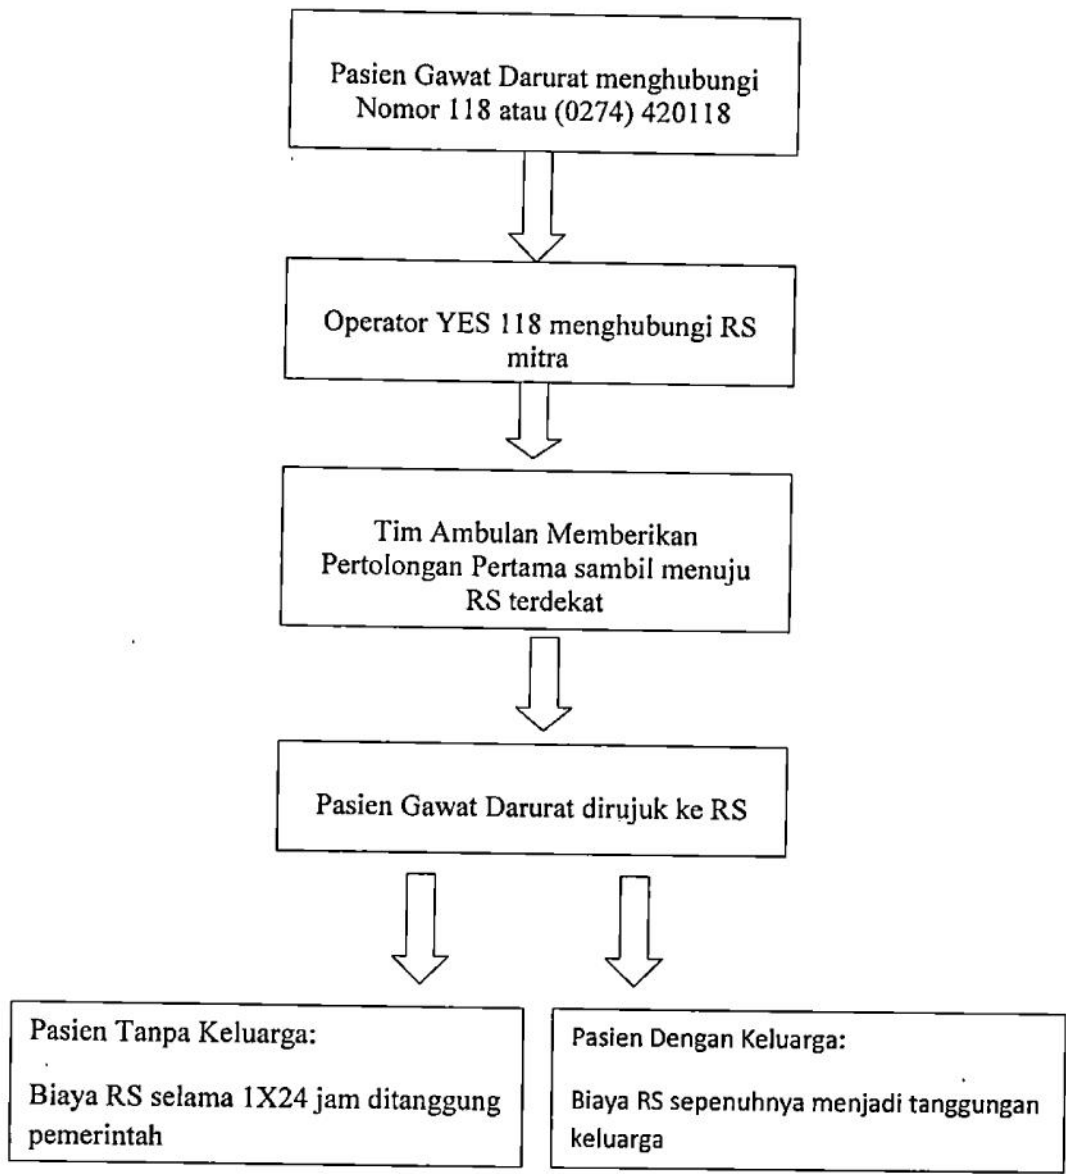 Pasien Gawat Darurat menghubungi
Nomor 118 atau (0274) 420118
Operator YES 118 menghubungi RS
mitra
Tim Ambulan Memberikan
Pertolongan Pertama sambil menuju
RS terdekat
Pasien Gawat Darurat dirujuk ke RS
Pasien Tanpa Keluarga:
Biaya RS selama 1X24 jam ditanggung
pemerintah
Pasien Dengan Keluarga:
Biaya RS sepenuhnya menjadi tanggungan
keluarga